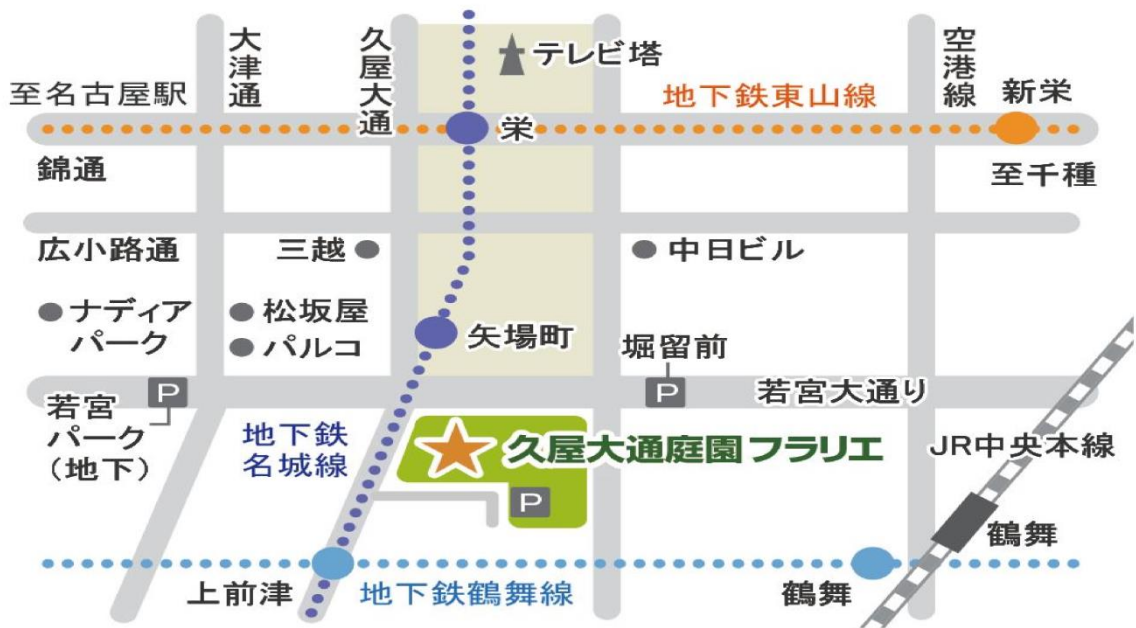 大津通
久屋大通
テレビ塔
空港線
至名古屋駅
地下鉄東山線
新栄
栄
錦通
至千種
広小路通
三越
中日ビル
ナディア
パーク
松坂屋
パルコ
矢場町
堀留前
P
P
若宮大通り
若宮
パーク
(地下)
地下鉄
名城線
久屋大通庭園フラリエ
JR中央本線
P
鶴舞
上前津
地下鉄鶴舞線
鶴舞